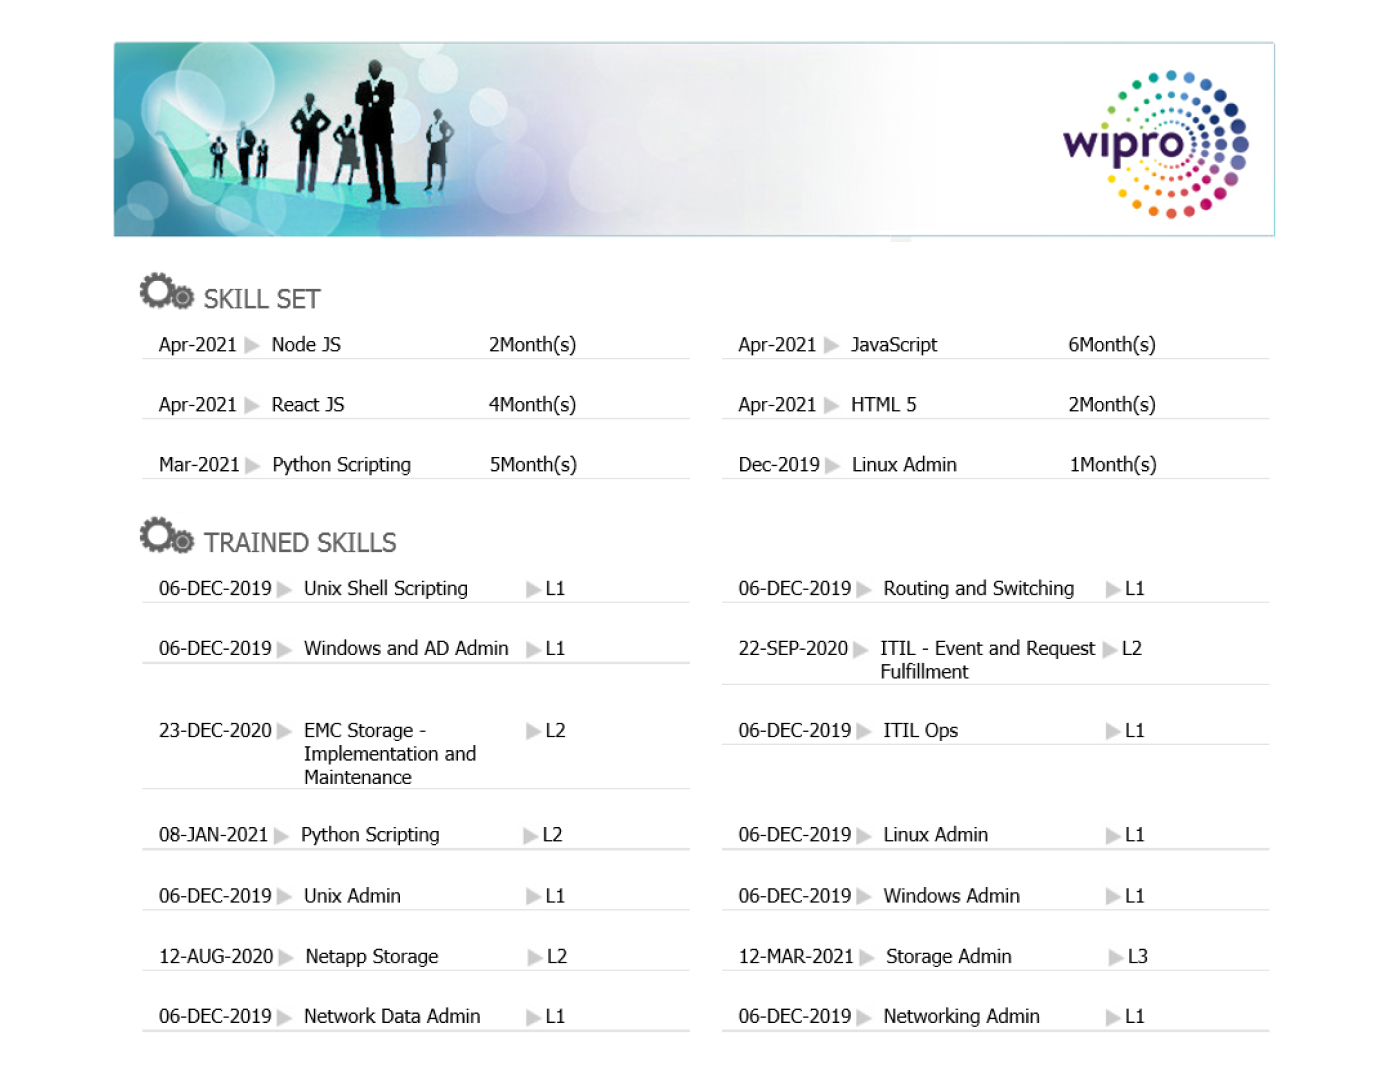 wipro
SKILL SET
Apr-2021 Node JS 2Month(s) Apr-2021 JavaScript 6Month(s)
Apr-2021 React JS 4Month(s) Apr-2021 HTML 5 2Month(s)
Mar-2021 Python Scripting 5Month(s) Dec-2019 Linux Admin 1Month(s)
TRAINED SKILLS
06-DEC-2019 Unix Shell Scripting L1 06-DEC-2019 Routing and Switching L1
06-DEC-2019 Windows and AD Admin L1 22-SEP-2020 ITIL - Event and Request L2
Fulfillment
23-DEC-2020 EMC Storage - L2 06-DEC-2019 ITIL Ops L1
Implementation and
Maintenance
08-JAN-2021 Python Scripting L2 06-DEC-2019 Linux Admin L1
06-DEC-2019 Unix Admin L1 06-DEC-2019 Windows Admin L1
12-AUG-2020 Netapp Storage L2 12-MAR-2021 Storage Admin L3
06-DEC-2019 Network Data Admin L1 06-DEC-2019 Networking Admin L1